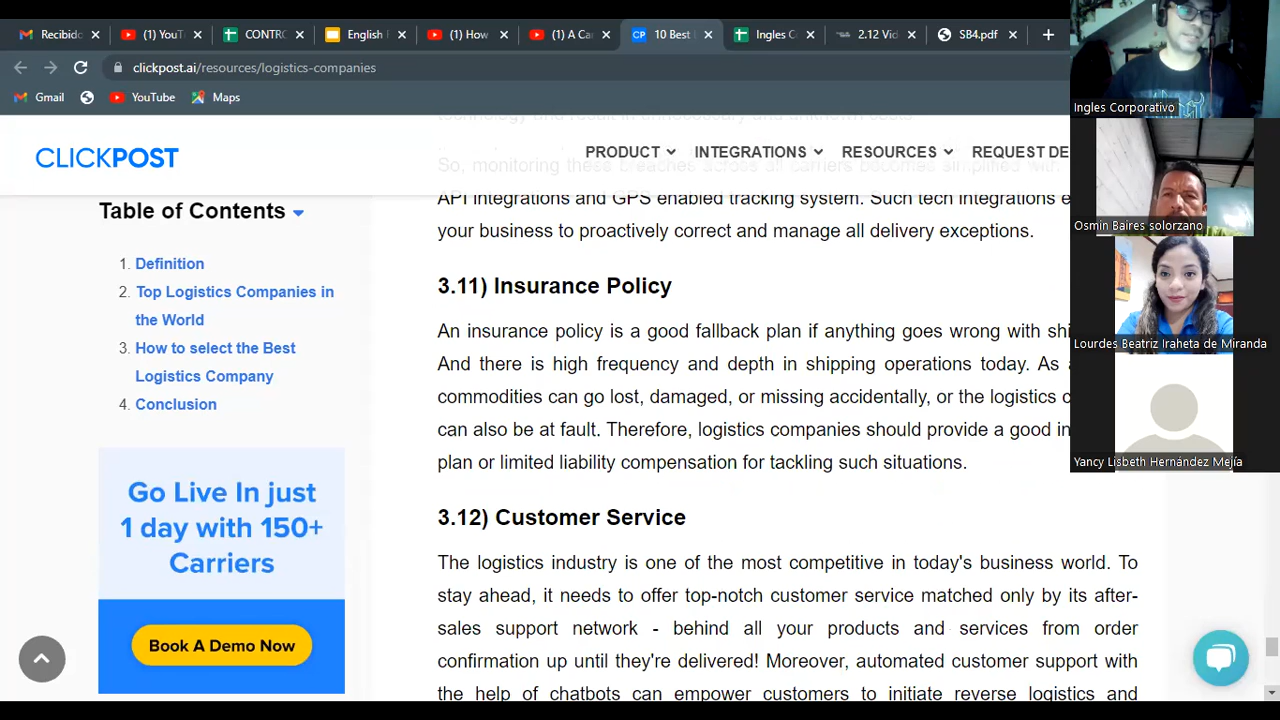 Recibido
(1) YouT
CONTRO
English F
(1) How
(1) A Ca
10 Best
Ingles C
2.12 Vid
SB4.pdf
clickpost.ai/resources/logistics-companies
Gmail
YouTube
Maps
Ingles Corporativo
CLICKPOST
PRODUCT
INTEGRATIONS
RESOURCES
REQUEST DE
So, monitoring these breaches across all carriers becomes simplified with
API integrations and GPS enabled tracking system. Such tech integrations e
your business to proactively correct and manage all delivery exceptions.
Osmin Baires solorzano
Table of Contents
1. Definition
2. Top Logistics Companies in
the World
3. How to select the Best
Logistics Company
4. Conclusion
3.11) Insurance Policy
An insurance policy is a good fallback plan if anything goes wrong with shi
And there is high frequency and depth in shipping operations today. As a
commodities can go lost, damaged, or missing accidentally, or the logistics c
can also be at fault. Therefore, logistics companies should provide a good in
plan or limited liability compensation for tackling such situations.
Lourdes Beatriz Iraheta de Miranda
Yancy Lisbeth Hernández Mejía
Go Live In just
1 day with 150+
Carriers
Book A Demo Now
3.12) Customer Service
The logistics industry is one of the most competitive in today's business world. To
stay ahead, it needs to offer top-notch customer service matched only by its after-
sales support network - behind all your products and services from order
confirmation up until they're delivered! Moreover, automated customer support with
the help of chatbots can empower customers to initiate reverse logistics and